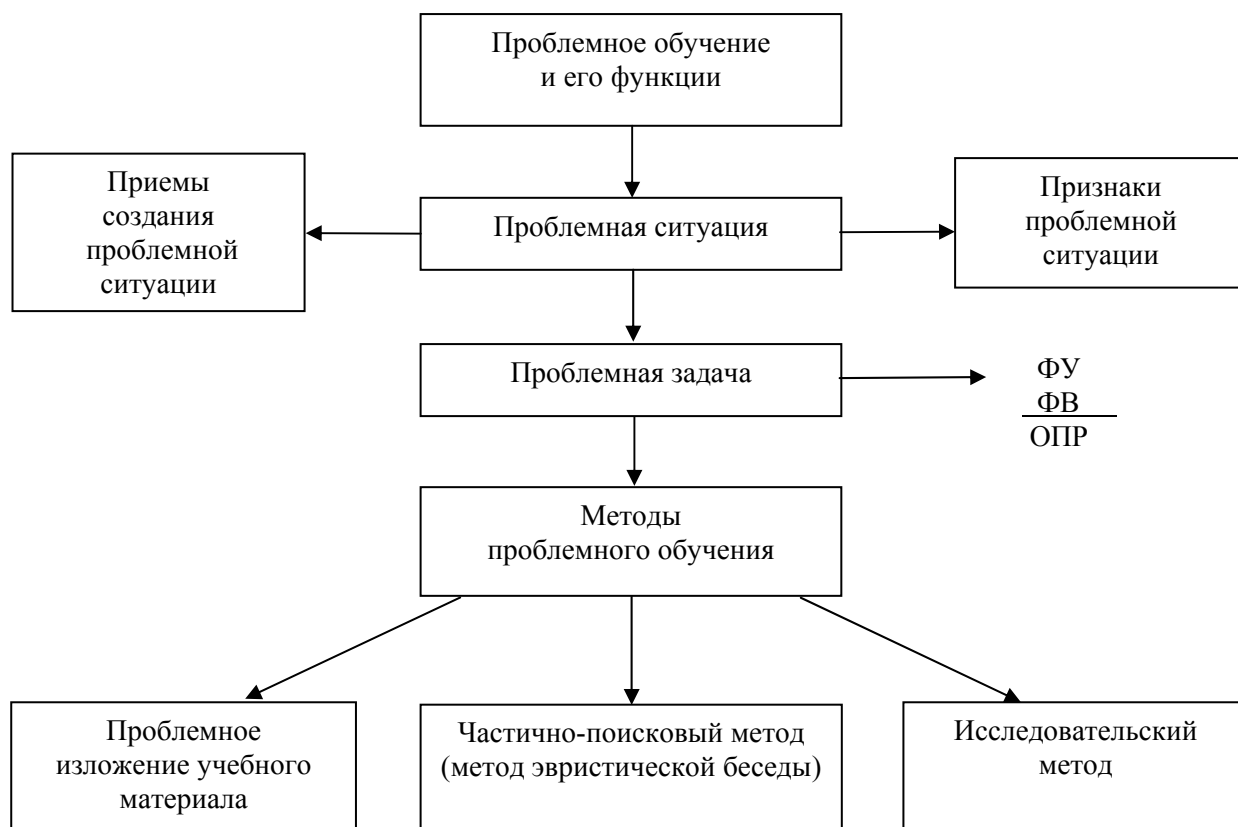 Проблемное обучение
и его функции
Приемы
создания
проблемной
ситуации
Проблемная ситуация
Признаки
проблемной
ситуации
Проблемная задача
ФУ
ФВ
ОПР
Методы
проблемного обучения
Проблемное
изложение учебного
материала
Частично-поисковый метод
(метод эвристической беседы)
Исследовательский
метод